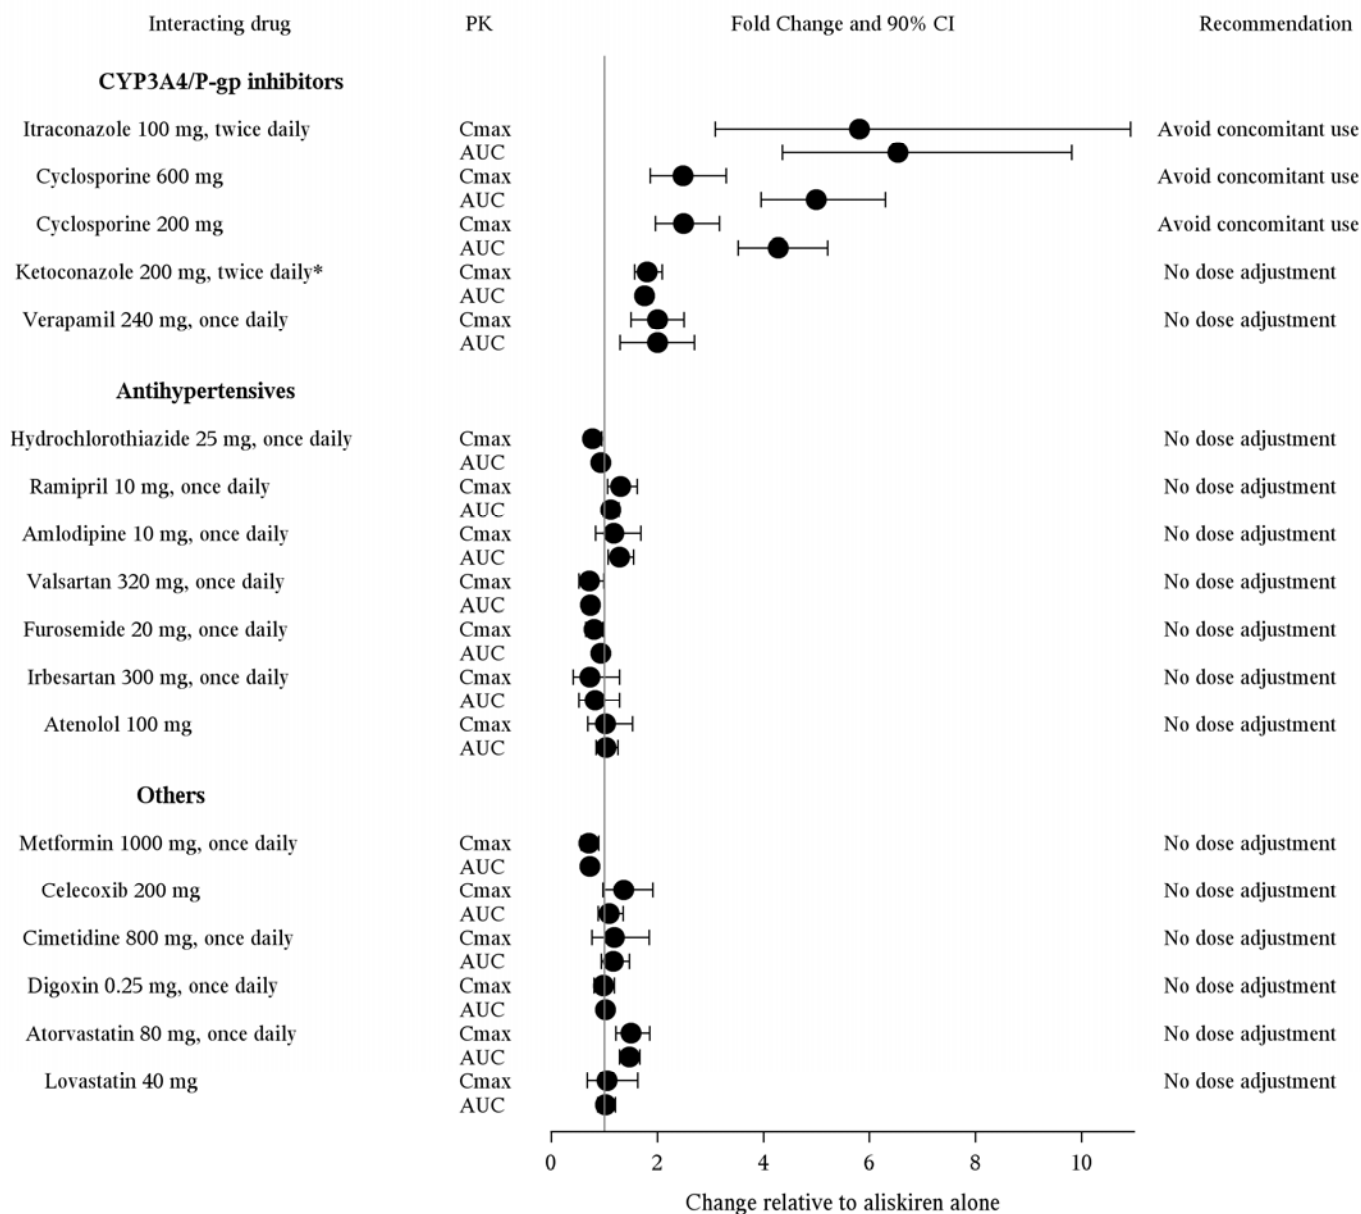 Interacting drug PK Fold Change and 90% CI Recommendation
CYP3A4/P-gp inhibitors
Itraconazole 100 mg, twice daily Cmax Avoid concomitant use
AUC
Cyclosporine 600 mg Cmax Avoid concomitant use
AUC
Cyclosporine 200 mg Cmax Avoid concomitant use
AUC
Ketoconazole 200 mg, twice daily* Cmax No dose adjustment
AUC
Verapamil 240 mg, once daily Cmax No dose adjustment
AUC
Antihypertensives
Hydrochlorothiazide 25 mg, once daily Cmax No dose adjustment
AUC
Ramipril 10 mg, once daily Cmax No dose adjustment
AUC
Amlodipine 10 mg, once daily Cmax No dose adjustment
AUC
Valsartan 320 mg, once daily Cmax No dose adjustment
AUC
Furosemide 20 mg, once daily Cmax No dose adjustment
AUC
Irbesartan 300 mg, once daily Cmax No dose adjustment
AUC
Atenolol 100 mg Cmax No dose adjustment
AUC
Others
Metformin 1000 mg, once daily Cmax No dose adjustment
AUC
Celecoxib 200 mg Cmax No dose adjustment
AUC
Cimetidine 800 mg, once daily Cmax No dose adjustment
AUC
Digoxin 0.25 mg, once daily Cmax No dose adjustment
AUC
Atorvastatin 80 mg, once daily Cmax No dose adjustment
AUC
Lovastatin 40 mg Cmax No dose adjustment
AUC
0 2 4 6 8 10
Change relative to aliskiren alone